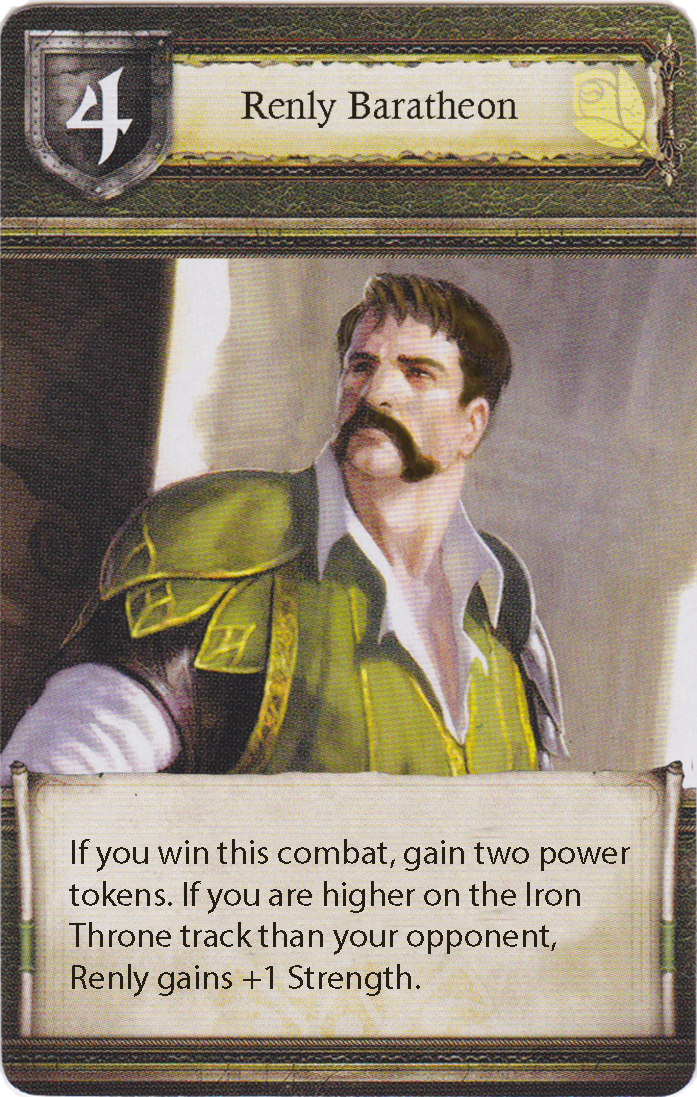 4
Renly Baratheon
If you win this combat, gain two power
tokens. If you are higher on the Iron
Throne track than your opponent,
Renly gains +1 Strength.